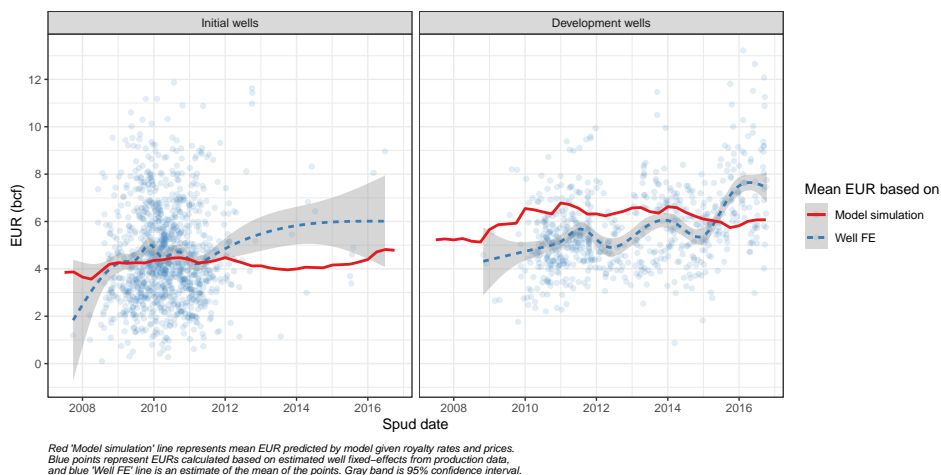 Initial wells
Development wells
EUR (bcf)
12
10
8
6
4
2
0
2008 2010 2012 2014 2016
2008 2010 2012 2014 2016
Spud date
Mean EUR based on
Model simulation
Well FE
Red 'Model simulation' line represents mean EUR predicted by model given royalty rates and prices.
Blue points represent EURs calculated based on estimated well fixed−effects from production data,
and blue 'Well FE' line is an estimate of the mean of the points. Gray band is 95% confidence interval.